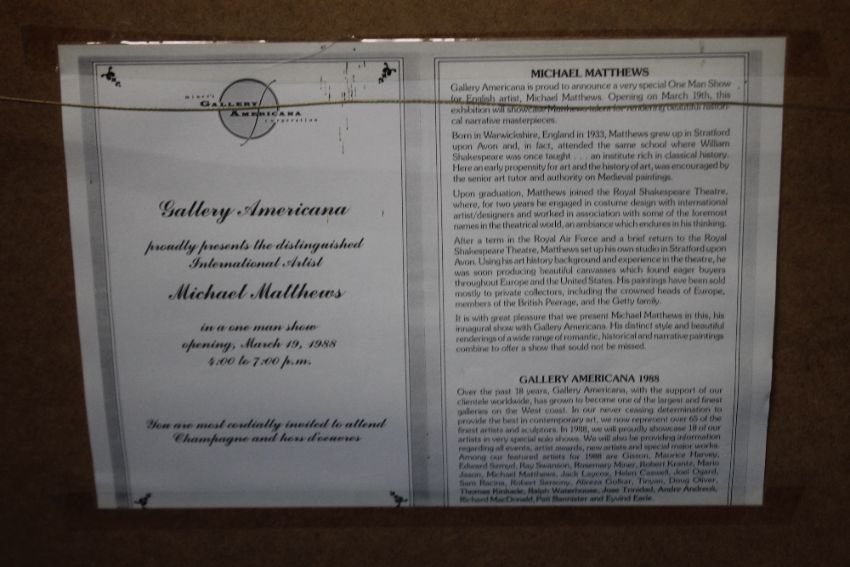 miner's
GALLERY
AMERICANA
corporation
Gallery Americana
proudly presents the distinguished
International Artist
Michael Matthews
in a one man show
opening, March 19, 1988
4:00 to 7:00 p.m.
You are most cordially invited to attend
Champagne and hors d'oeuvres
MICHAEL MATTHEWS
Gallery Americana is proud to announce a very special One Man Show
for English artist, Michael Matthews. Opening on March 19th, this
exhibition will showcase Matthews talent for rendering beautiful histori-
cal narrative masterpieces.
Born in Warwickshire, England in 1933, Matthews grew up in Stratford
upon Avon and, in fact, attended the same school where William
Shakespeare was once taught . . . an institute rich in classical history.
Here an early propensity for art and the history of art, was encouraged by
the senior art tutor and authority on Medieval paintings.
Upon graduation, Matthews joined the Royal Shakespeare Theatre,
where, for two years he engaged in costume design with international
artist/designers and worked in association with some of the foremost
names in the theatrical world, an ambiance which endures in his thinking.
After a term in the Royal Air Force and a brief return to the Royal
Shakespeare Theatre, Matthews set up his own studio in Stratford upon
Avon. Using his art history background and experience in the theatre, he
was soon producing beautiful canvasses which found eager buyers
throughout Europe and the United States. His paintings have been sold
mostly to private collectors, including the crowned heads of Europe,
members of the British Peerage, and the Getty family.
It is with great pleasure that we present Michael Matthews in this, his
innagural show with Gallery Americana. His distinct style and beautiful
renderings of a wide range of romantic, historical and narrative paintings
combine to offer a show that sould not be missed.
GALLERY AMERICANA 1988
Over the past 18 years, Gallery Americana, with the support of our
clientele worldwide, has grown to become one of the largest and finest
galleries on the West coast. In our never ceasing determination to
provide the best in contemporary art, we now represent over 65 of the
finest artists and sculptors. In 1988, we will proudly showcase 18 of our
artists in very special solo shows. We will also be providing information
regarding all events, artist awards, new artists and special major works.
Among our featured artists for 1988 are Gisson, Maurice Harvey,
Edward Szmyd, Ray Swanson, Rosemary Miner, Robert Krantz, Mario
Jason, Michael Matthews, Jack Laycox, Helen Caswell, Joel Ogard,
Sam Racina, Robert Sarsony, Alireza Golkar, Tinyan, Doug Oliver,
Thomas Kinkade, Ralph Waterhouse, Jose Trinidad, Andre Andreoli,
Richard MacDonald, Pati Bannister and Eyvind Earle.